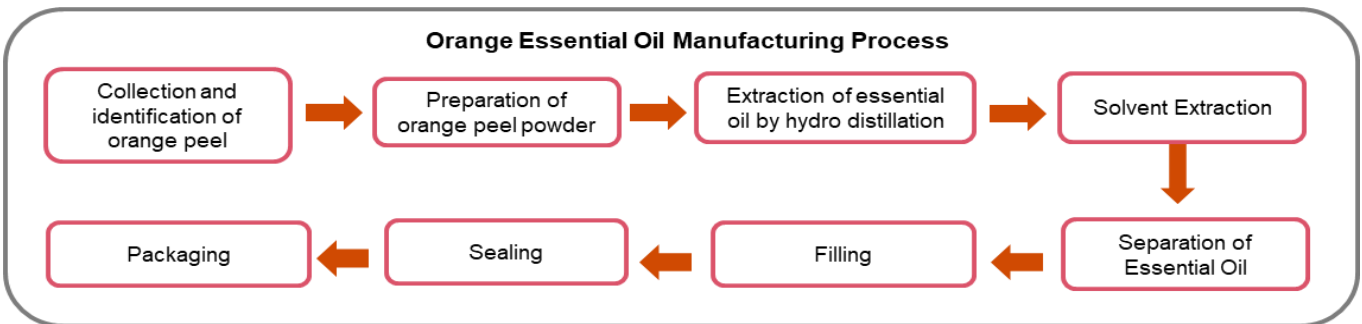 Orange Essential Oil Manufacturing Process
Collection and
identification of
orange peel
Preparation of
orange peel powder
Extraction of essential
oil by hydro distillation
Solvent Extraction
Separation of
Essential Oil
Filling
Sealing
Packaging